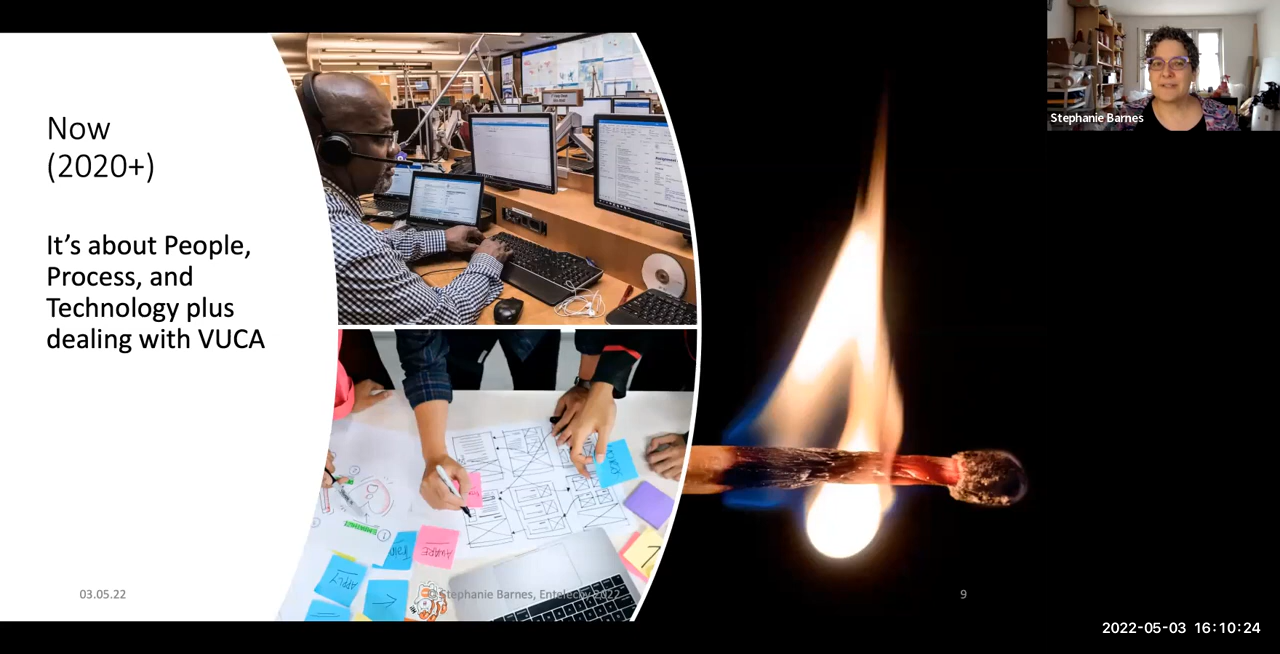 Now
(2020+)
It’s about People,
Process, and
Technology plus
dealing with VUCA
APPLY
03.05.22
© Stephanie Barnes, Entelechy 2022
9
Stephanie Barnes
2022-05-03 16:10:24